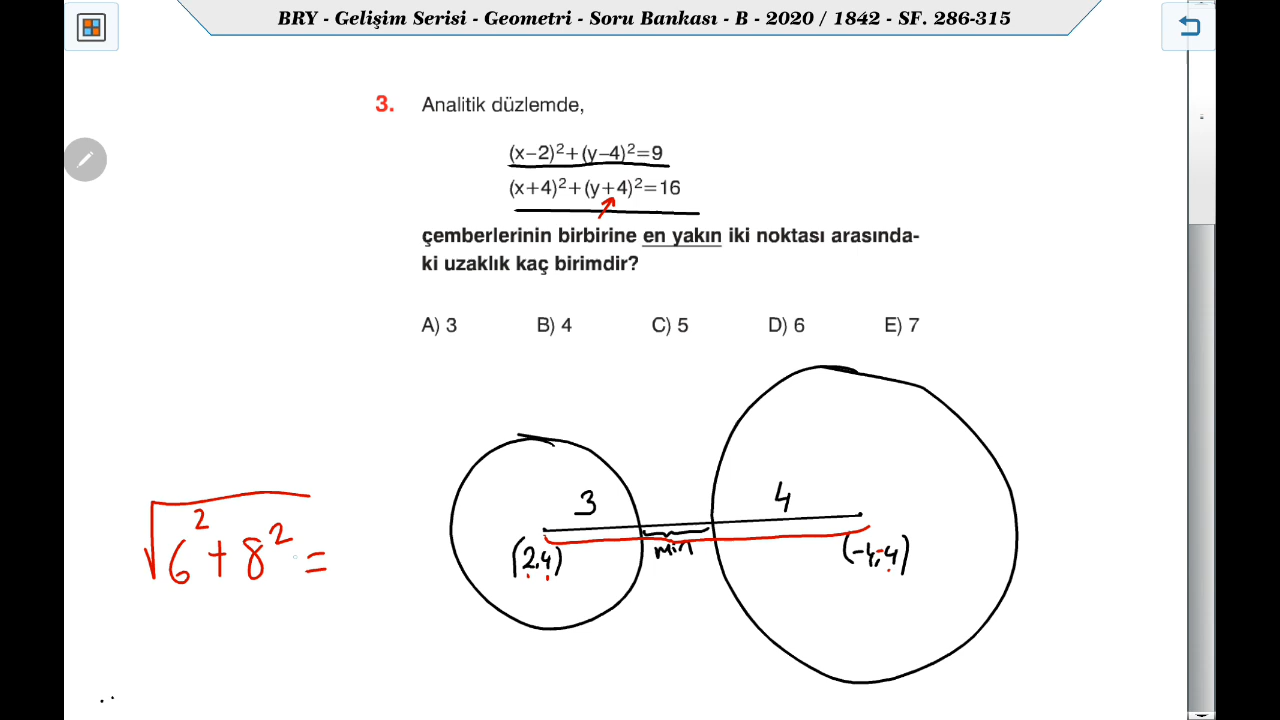 BRY - Gelişim Serisi - Geometri - Soru Bankası - B - 2020 / 1842 - SF. 286-315
3. Analitik düzlemde,
(x−2)²+(y−4)²=9
(x+4)²+(y+4)²=16
çemberlerinin birbirine en yakın iki noktası arasında-
ki uzaklık kaç birimdir?
A) 3 B) 4 C) 5 D) 6 E) 7
3 4
√6²+8² =
(2,4) min (-4,-4)